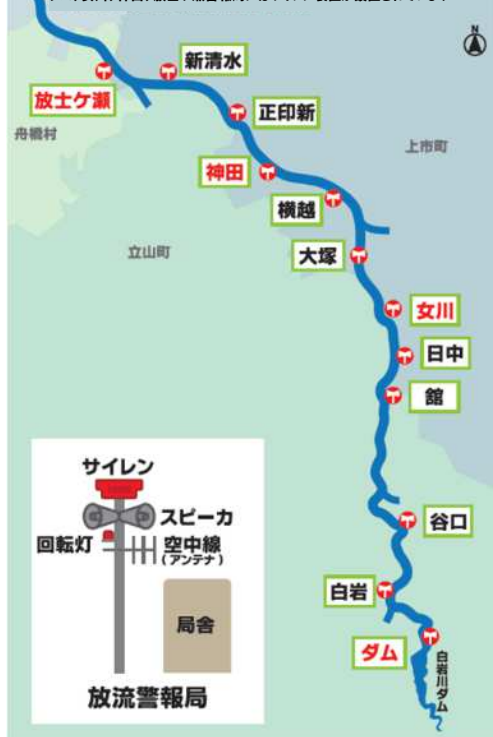 N
新清水
放士ケ瀬
正印新
舟橋村
上市町
神田
横越
立山町
大塚
女川
日中
舘
サイレン
スピーカ
回転灯
空中線
(アンテナ)
局舎
放流警報局
谷口
白岩
ダム
白岩川ダム